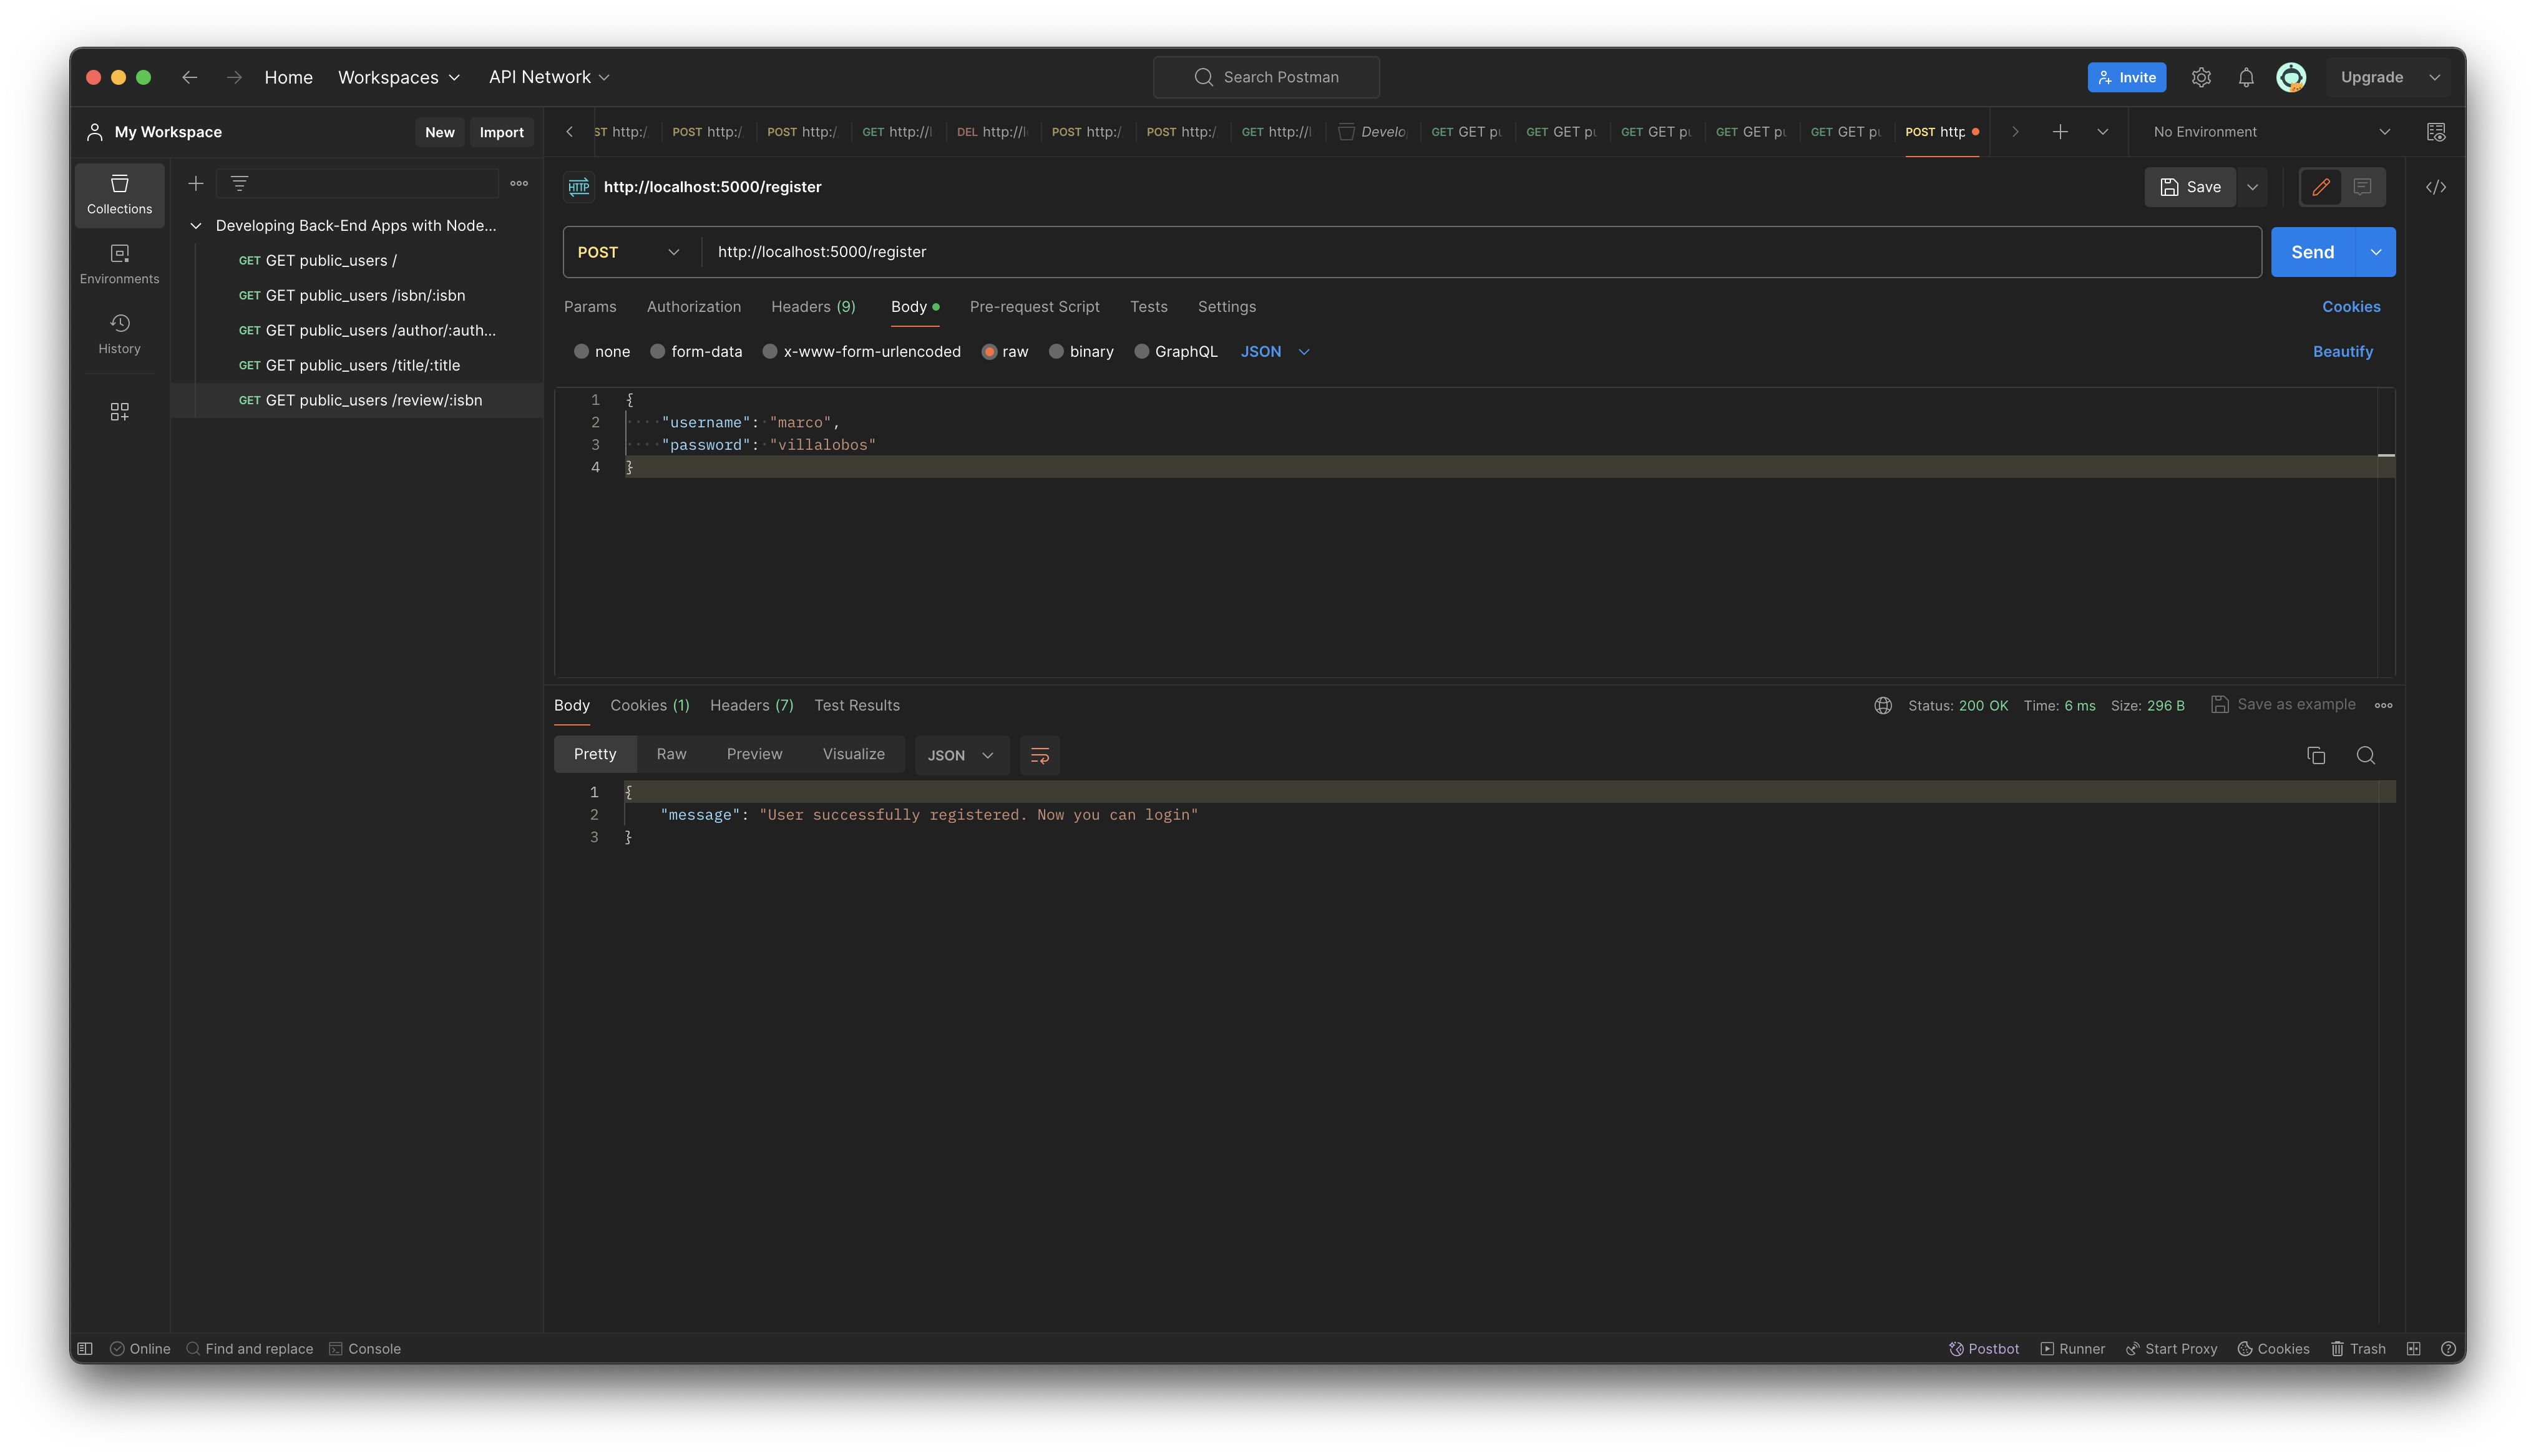 Home Workspaces API Network Search Postman Invite Upgrade
My Workspace New Import ST http:/ POST http:/ POST http:/ GET http://l DEL http://l POST http:/ POST http:/ GET http://l Develo GET GET pu GET GET pu GET GET pu GET GET pu GET GET pu POST http No Environment
Collections
Environments
History
Developing Back-End Apps with Node...
GET GET public_users /
GET GET public_users /isbn/:isbn
GET GET public_users /author/:auth...
GET GET public_users /title/:title
GET GET public_users /review/:isbn
HTTP http://localhost:5000/register Save
POST http://localhost:5000/register Send
Params Authorization Headers (9) Body Pre-request Script Tests Settings Cookies
none form-data x-www-form-urlencoded raw binary GraphQL JSON Beautify
1 {
2 "username": "marco",
3 "password": "villalobos"
4 }
Body Cookies (1) Headers (7) Test Results Status: 200 OK Time: 6 ms Size: 296 B Save as example
Pretty Raw Preview Visualize JSON
1 {
2 "message": "User successfully registered. Now you can login"
3 }
Online Find and replace Console Postbot Runner Start Proxy Cookies Trash